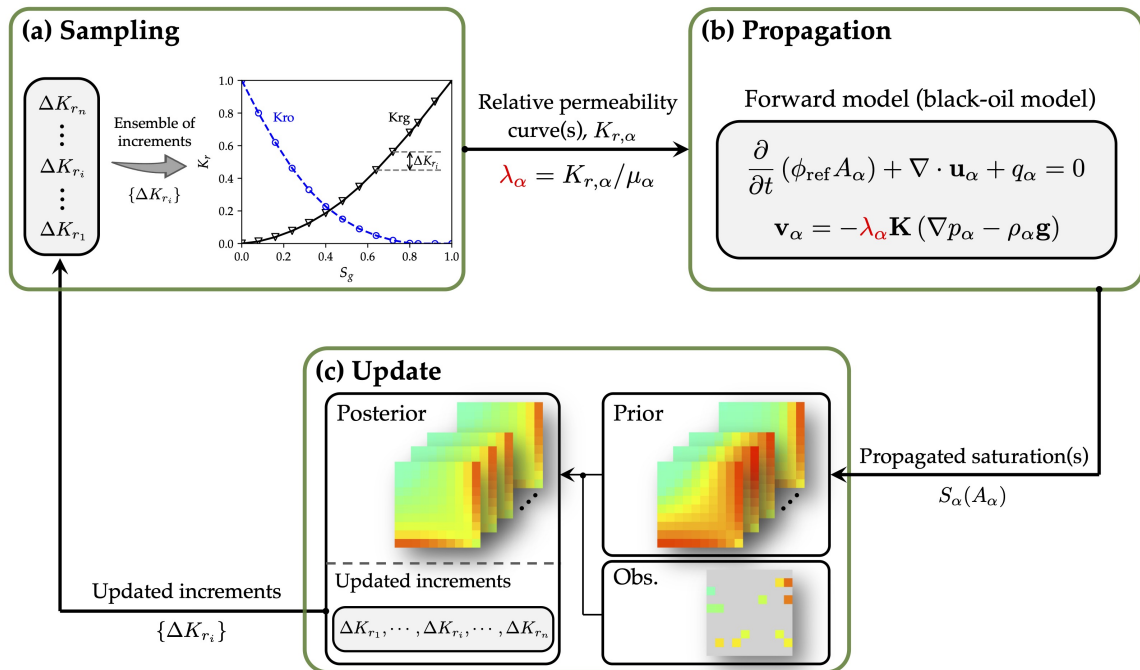 (a) Sampling
ΔK_{r_n}
⋮
ΔK_{r_i}
⋮
ΔK_{r_1}
Ensemble of
increments
{ΔK_{r_i}}
K_r
1.0
0.8
0.6
0.4
0.2
0.0
Kro
Krg
ΔK_{r_i}
0.0 0.2 0.4 0.6 0.8 1.0
S_g
Relative permeability
curve(s), K_{r,α}
λ_α = K_{r,α}/μ_α
(b) Propagation
Forward model (black-oil model)
∂/∂t (ϕ_ref A_α) + ∇ · u_α + q_α = 0
v_α = −λ_α K (∇p_α − ρ_α g)
Propagated saturation(s)
S_α(A_α)
(c) Update
Posterior
Prior
Obs.
Updated increments
ΔK_{r_1}, ⋯ , ΔK_{r_i}, ⋯ , ΔK_{r_n}
Updated increments
{ΔK_{r_i}}